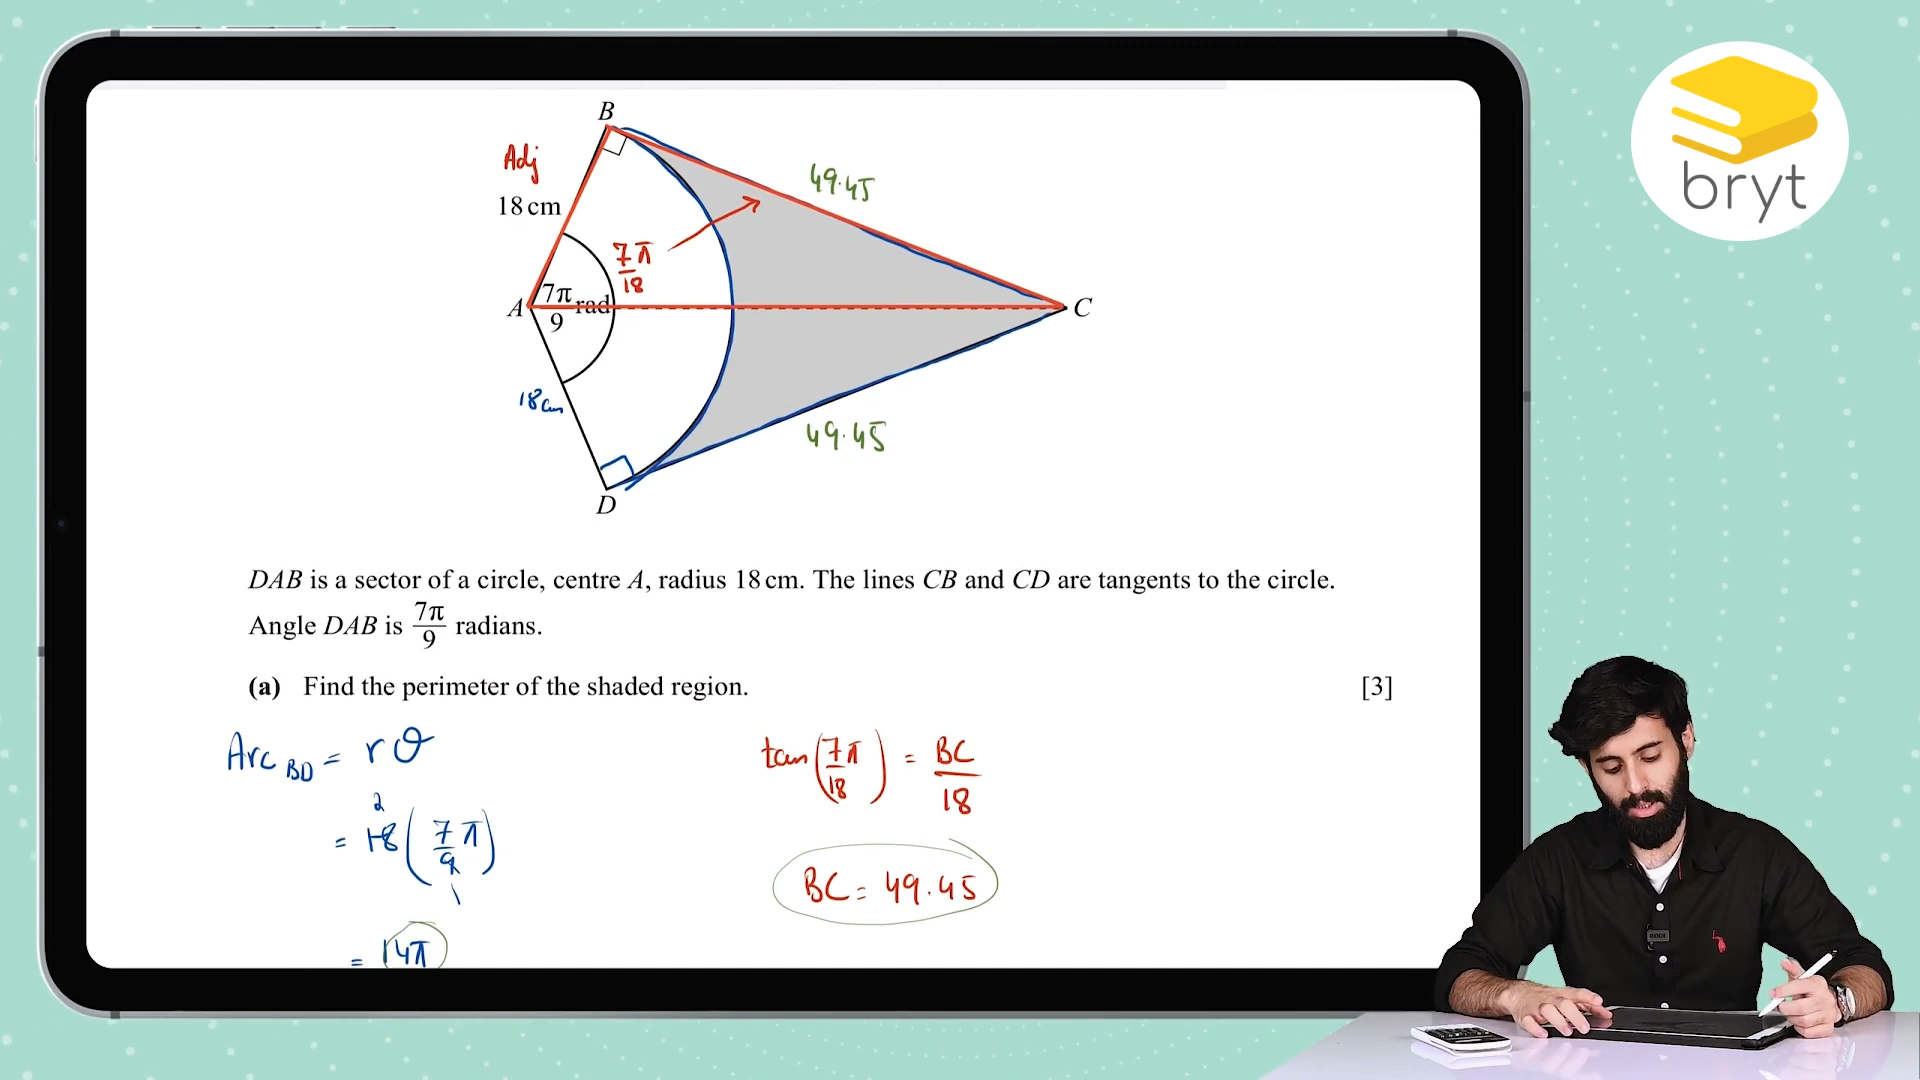 B
Adj
18 cm
49.45
7π/18
A
7π/9 rad
C
18cm
49.45
D
bryt
DAB is a sector of a circle, centre A, radius 18 cm. The lines CB and CD are tangents to the circle.
Angle DAB is 7π/9 radians.
(a) Find the perimeter of the shaded region. [3]
Arc BD = rθ
= 18 (7/9 π)
2
1
= 14π
tan (7π/18) = BC/18
BC = 49.45